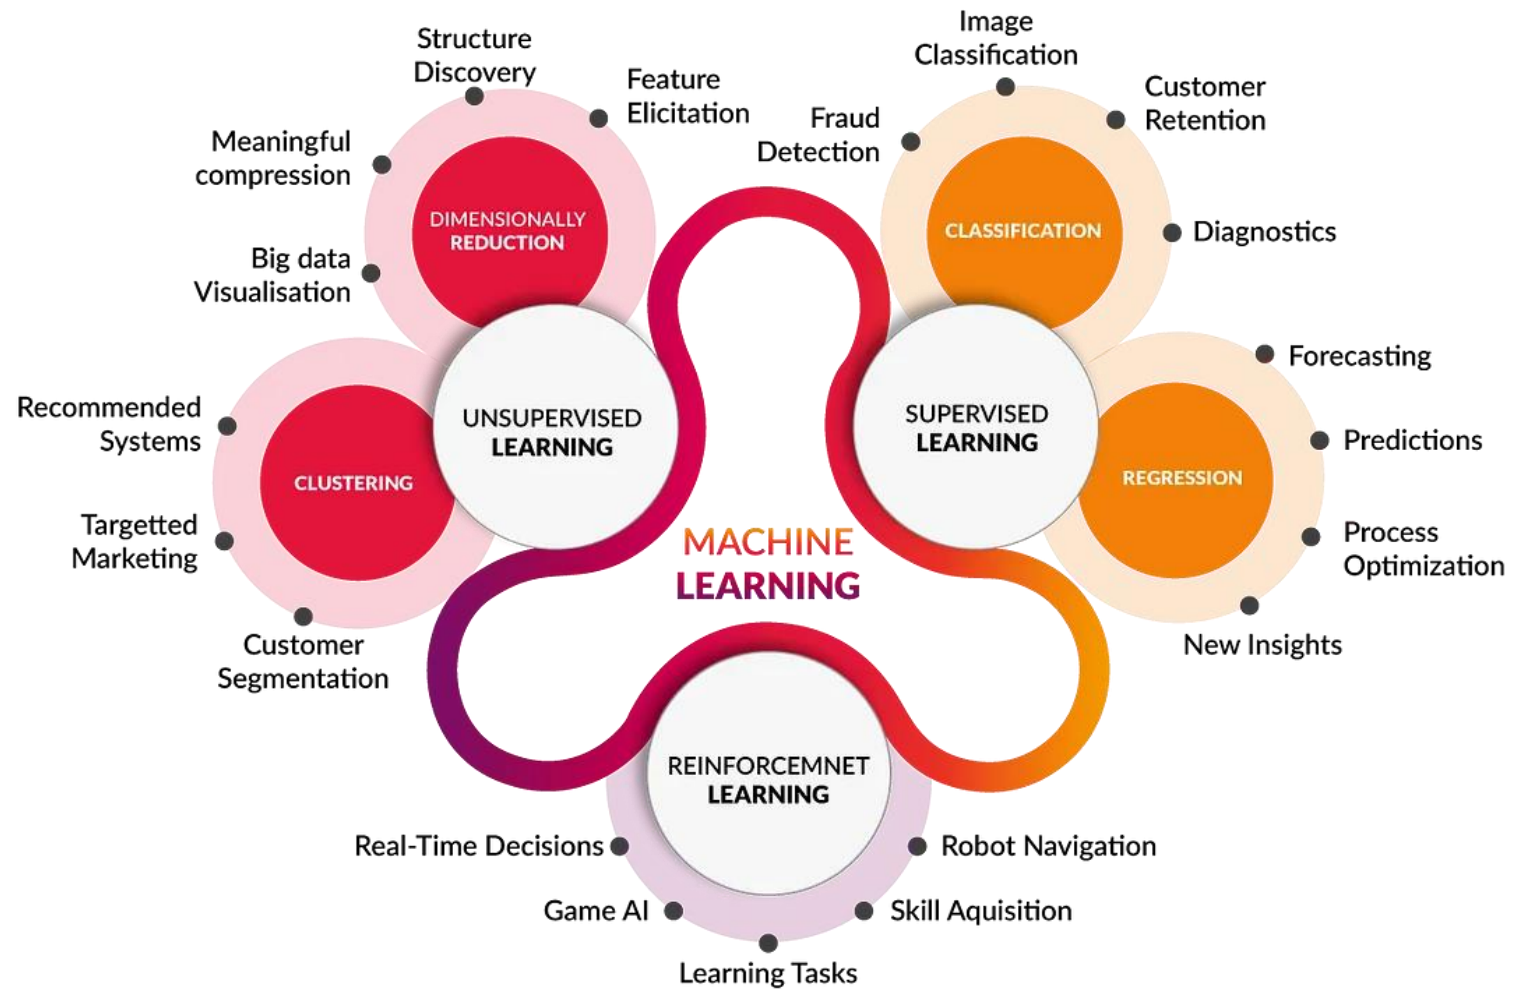 Structure
Discovery
Feature
Elicitation
Meaningful
compression
Big data
Visualisation
DIMENSIONALLY
REDUCTION
Recommended
Systems
Targetted
Marketing
Customer
Segmentation
CLUSTERING
UNSUPERVISED
LEARNING
Image
Classification
Fraud
Detection
Customer
Retention
Diagnostics
CLASSIFICATION
SUPERVISED
LEARNING
Forecasting
Predictions
Process
Optimization
New Insights
REGRESSION
MACHINE
LEARNING
REINFORCEMNET
LEARNING
Real-Time Decisions
Game AI
Learning Tasks
Skill Aquisition
Robot Navigation